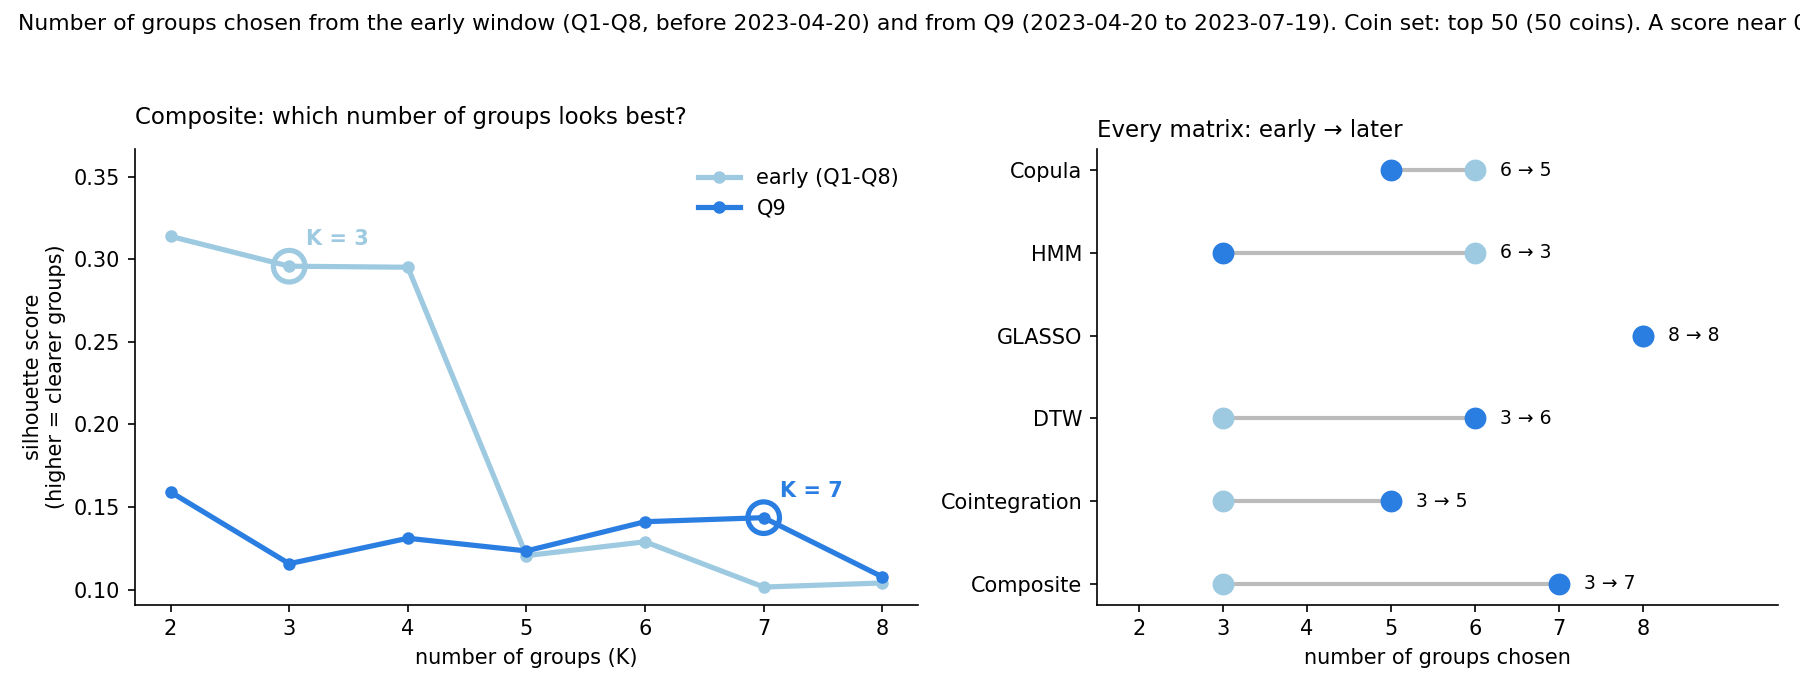 Number of groups chosen from the early window (Q1-Q8, before 2023-04-20) and from Q9 (2023-04-20 to 2023-07-19). Coin set: top 50 (50 coins). A score near
Composite: which number of groups looks best?
silhouette score
(higher = clearer groups)
0.35
0.30
0.25
0.20
0.15
0.10
early (Q1-Q8)
Q9
K = 3
K = 7
2 3 4 5 6 7 8
number of groups (K)
Every matrix: early → later
Copula 6 → 5
HMM 6 → 3
GLASSO 8 → 8
DTW 3 → 6
Cointegration 3 → 5
Composite 3 → 7
2 3 4 5 6 7 8
number of groups chosen